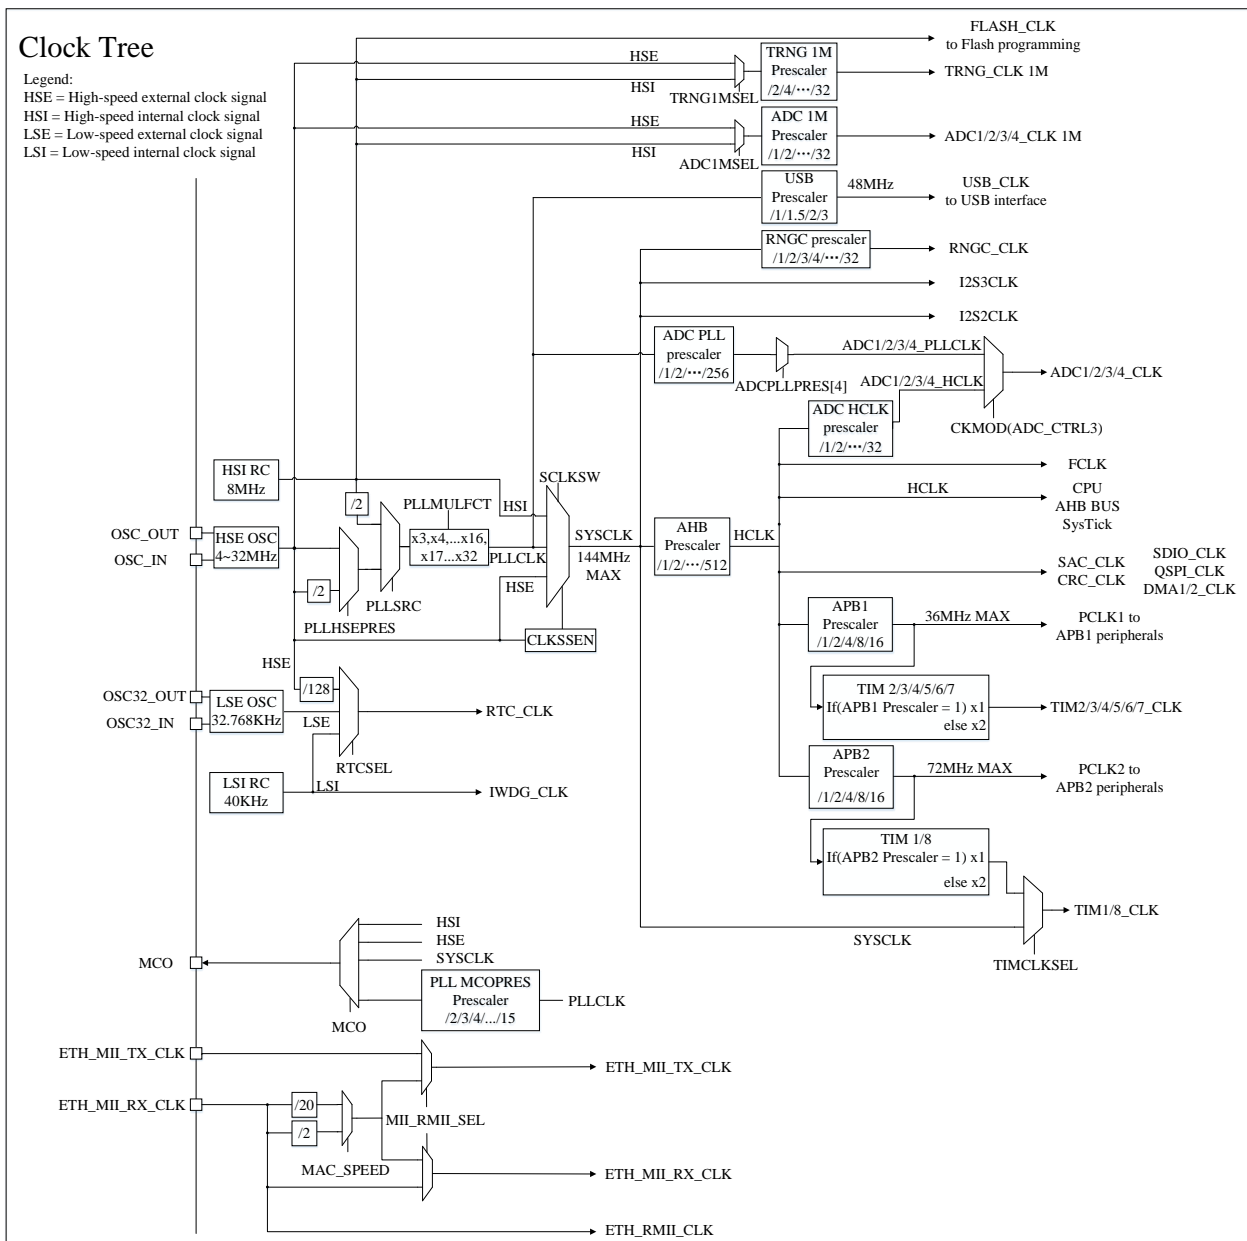 Clock Tree
Legend:
HSE = High-speed external clock signal
HSI = High-speed internal clock signal
LSE = Low-speed external clock signal
LSI = Low-speed internal clock signal
FLASH_CLK
to Flash programming
HSE
HSI
TRNG1MSEL
TRNG 1M
Prescaler
/2/4/···/32
TRNG_CLK 1M
HSE
HSI
ADC1MSEL
ADC 1M
Prescaler
/1/2/···/32
ADC1/2/3/4_CLK 1M
USB
Prescaler
/1/1.5/2/3
48MHz
USB_CLK
to USB interface
RNGC prescaler
/1/2/3/4/···/32
RNGC_CLK
I2S3CLK
I2S2CLK
ADC PLL
prescaler
/1/2/···/256
ADCPLLPRES[4]
ADC1/2/3/4_PLLCLK
ADC1/2/3/4_HCLK
ADC1/2/3/4_CLK
CKMOD(ADC_CTRL3)
ADC HCLK
prescaler
/1/2/···/32
HSI RC
8MHz
/2
PLLMULFCT
HSI
SCLKSW
FCLK
HCLK
CPU
AHB BUS
SysTick
OSC_OUT
OSC_IN
HSE OSC
4~32MHz
/2
PLLHSEPRES
PLLSRC
x3,x4,...x16,
x17...x32
PLLCLK
HSE
SYSCLK
144MHz
MAX
CLKSSEN
AHB
Prescaler
/1/2/···/512
HCLK
SAC_CLK
CRC_CLK
SDIO_CLK
QSPI_CLK
DMA1/2_CLK
APB1
Prescaler
/1/2/4/8/16
36MHz MAX
PCLK1 to
APB1 peripherals
HSE
/128
OSC32_OUT
OSC32_IN
LSE OSC
32.768KHz
LSE
RTC_CLK
RTCSEL
TIM 2/3/4/5/6/7
If(APB1 Prescaler = 1) x1
else x2
TIM2/3/4/5/6/7_CLK
LSI RC
40KHz
LSI
IWDG_CLK
APB2
Prescaler
/1/2/4/8/16
72MHz MAX
PCLK2 to
APB2 peripherals
TIM 1/8
If(APB2 Prescaler = 1) x1
else x2
TIM1/8_CLK
SYSCLK
TIMCLKSEL
MCO
HSI
HSE
SYSCLK
PLL MCOPRES
Prescaler
/2/3/4/.../15
PLLCLK
MCO
ETH_MII_TX_CLK
ETH_MII_TX_CLK
ETH_MII_RX_CLK
/20
/2
MAC_SPEED
MII_RMII_SEL
ETH_MII_RX_CLK
ETH_RMII_CLK